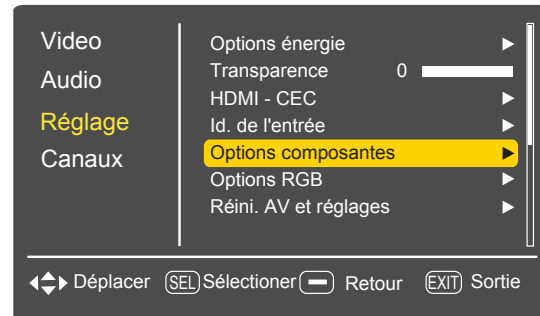 Video
Audio
Réglage
Canaux
Options énergie
Transparence 0
HDMI - CEC
Id. de l'entrée
Options composantes
Options RGB
Réini. AV et réglages
Déplacer SEL Sélectioner Retour EXIT Sortie